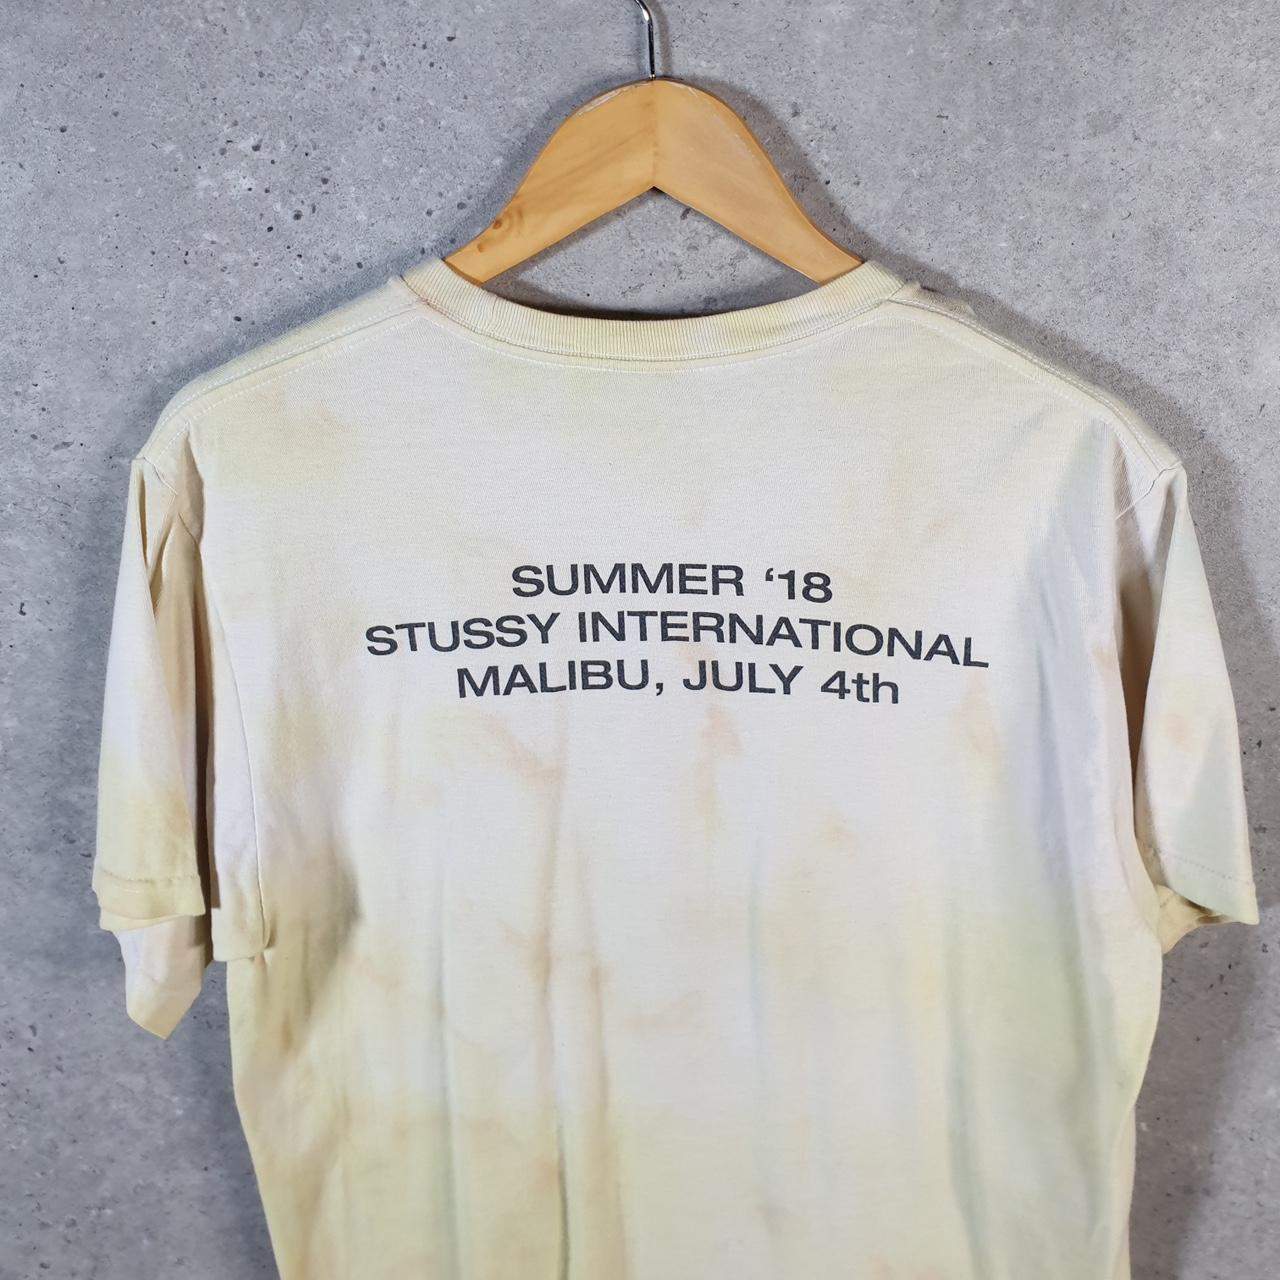 SUMMER ‘18
STUSSY INTERNATIONAL
MALIBU, JULY 4th